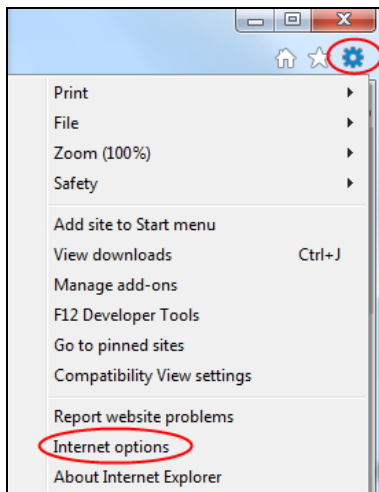 Print
File
Zoom (100%)
Safety
Add site to Start menu
View downloads Ctrl+J
Manage add-ons
F12 Developer Tools
Go to pinned sites
Compatibility View settings
Report website problems
Internet options
About Internet Explorer